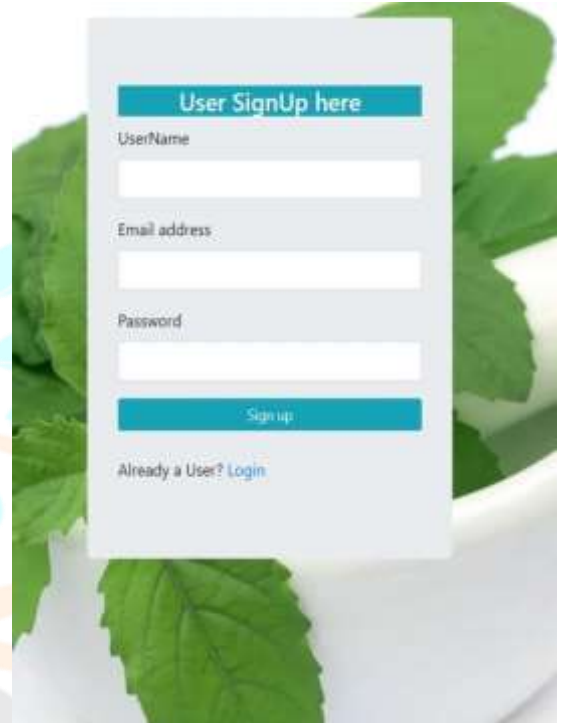 User SignUp here
UserName
Email address
Password
Sign up
Already a User? Login